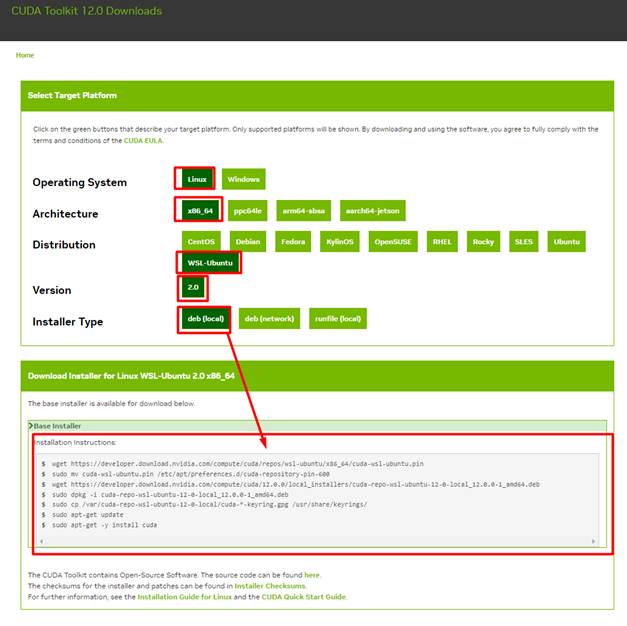 CUDA Toolkit 12.0 Downloads
Home
Select Target Platform
Click on the green buttons that describe your target platform. Only supported platforms will be shown. By downloading and using the software, you agree to fully comply with the
terms and conditions of the CUDA EULA.
Operating System Linux Windows
Architecture x86_64 ppc64le arm64-sbsa aarch64-jetson
Distribution CentOS Debian Fedora KylinOS OpenSUSE RHEL Rocky SLES Ubuntu
WSL-Ubuntu
Version 2.0
Installer Type deb (local) deb (network) runfile (local)
Download Installer for Linux WSL-Ubuntu 2.0 x86_64
The base installer is available for download below.
Base Installer
Installation Instructions:
$ wget https://developer.download.nvidia.com/compute/cuda/repos/wsl-ubuntu/x86_64/cuda-wsl-ubuntu.pin
$ sudo mv cuda-wsl-ubuntu.pin /etc/apt/preferences.d/cuda-repository-pin-600
$ wget https://developer.download.nvidia.com/compute/cuda/12.0.0/local_installers/cuda-repo-wsl-ubuntu-12-0-local_12.0.0-1_amd64.deb
$ sudo dpkg -i cuda-repo-wsl-ubuntu-12-0-local_12.0.0-1_amd64.deb
$ sudo cp /var/cuda-repo-wsl-ubuntu-12-0-local/cuda-*-keyring.gpg /usr/share/keyrings/
$ sudo apt-get update
$ sudo apt-get -y install cuda
The CUDA Toolkit contains Open-Source Software. The source code can be found here.
The checksums for the installer and patches can be found in Installer Checksums.
For further information, see the Installation Guide for Linux and the CUDA Quick Start Guide.